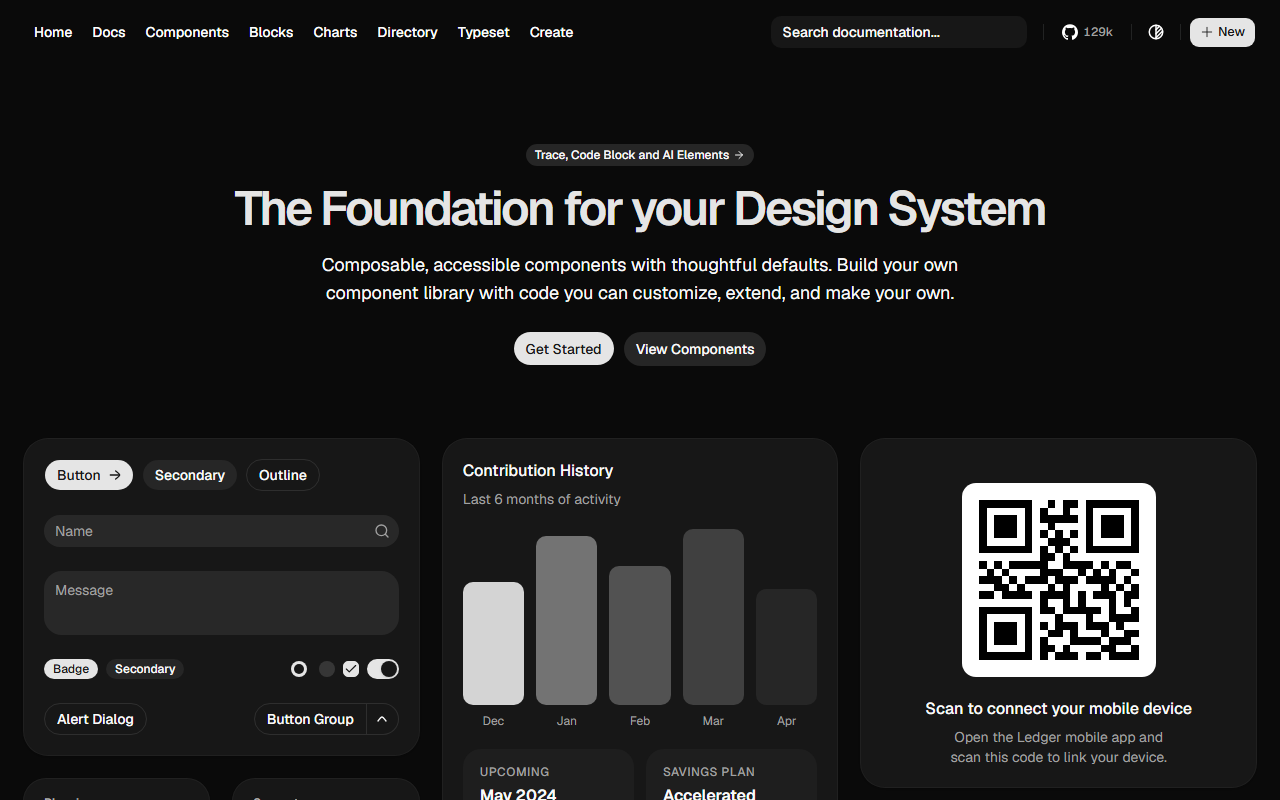 Home Docs Components Blocks Charts Directory Typeset Create
Search documentation...
129k
New
Trace, Code Block and AI Elements
The Foundation for your Design System
Composable, accessible components with thoughtful defaults. Build your own
component library with code you can customize, extend, and make your own.
Get Started
View Components
Button
Secondary
Outline
Name
Message
Badge
Secondary
Alert Dialog
Button Group
Contribution History
Last 6 months of activity
Dec Jan Feb Mar Apr
UPCOMING
May 2024
SAVINGS PLAN
Accelerated
Scan to connect your mobile device
Open the Ledger mobile app and
scan this code to link your device.